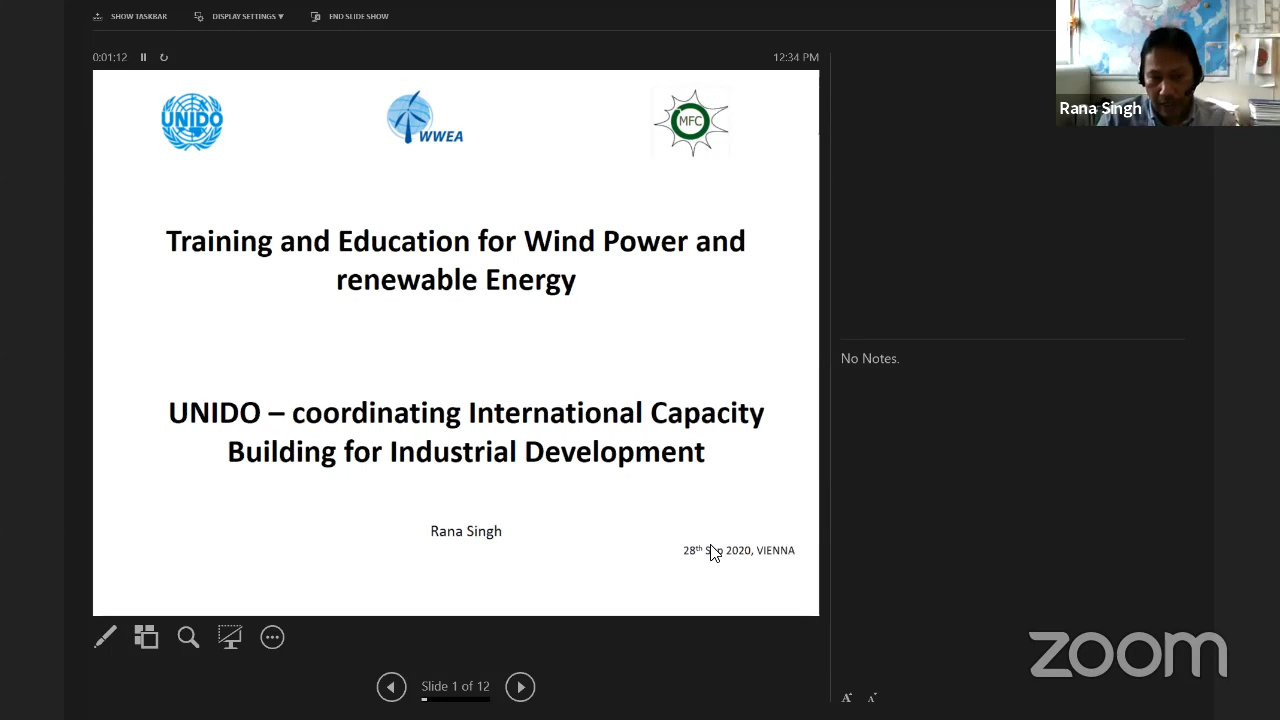 SHOW TASKBAR
DISPLAY SETTINGS ▼
END SLIDE SHOW
0:01:12
12:34 PM
Rana Singh
UNIDO
WWEA
MFC
Training and Education for Wind Power and
renewable Energy
No Notes.
UNIDO – coordinating International Capacity
Building for Industrial Development
Rana Singh
28th Sep 2020, VIENNA
zoom
Slide 1 of 12